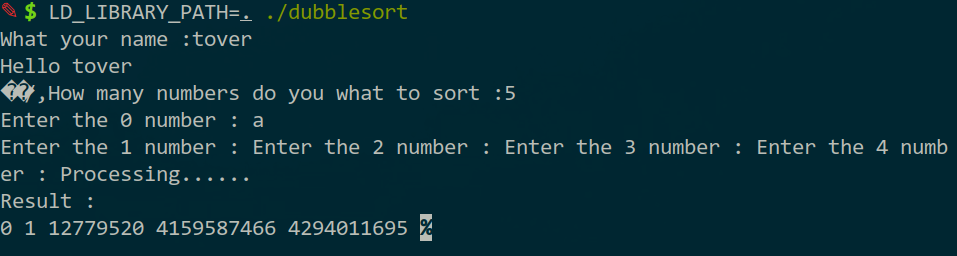 $ LD_LIBRARY_PATH=. ./dubblesort
What your name :tover
Hello tover
��/,How many numbers do you what to sort :5
Enter the 0 number : a
Enter the 1 number : Enter the 2 number : Enter the 3 number : Enter the 4 numb
er : Processing......
Result :
0 1 12779520 4159587466 4294011695 %